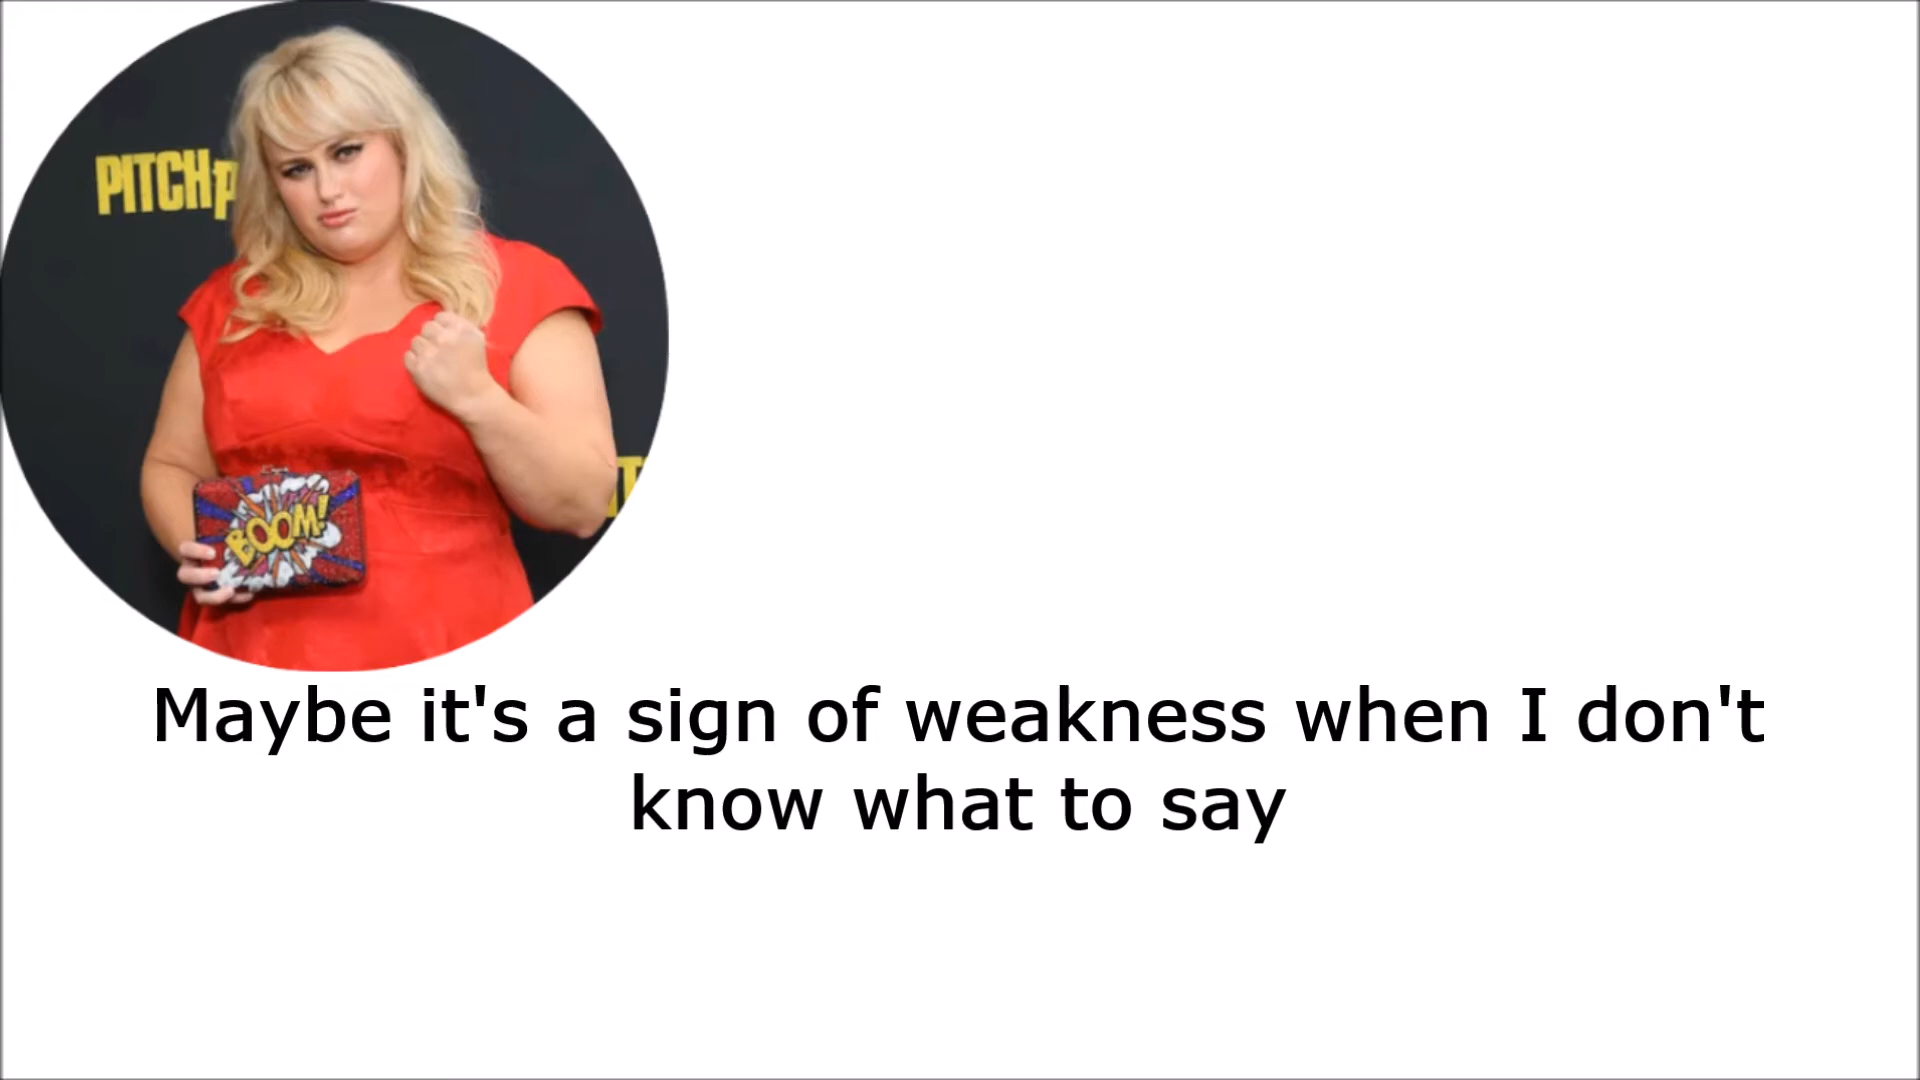 PITCH P
BOOM!
Maybe it's a sign of weakness when I don't
know what to say